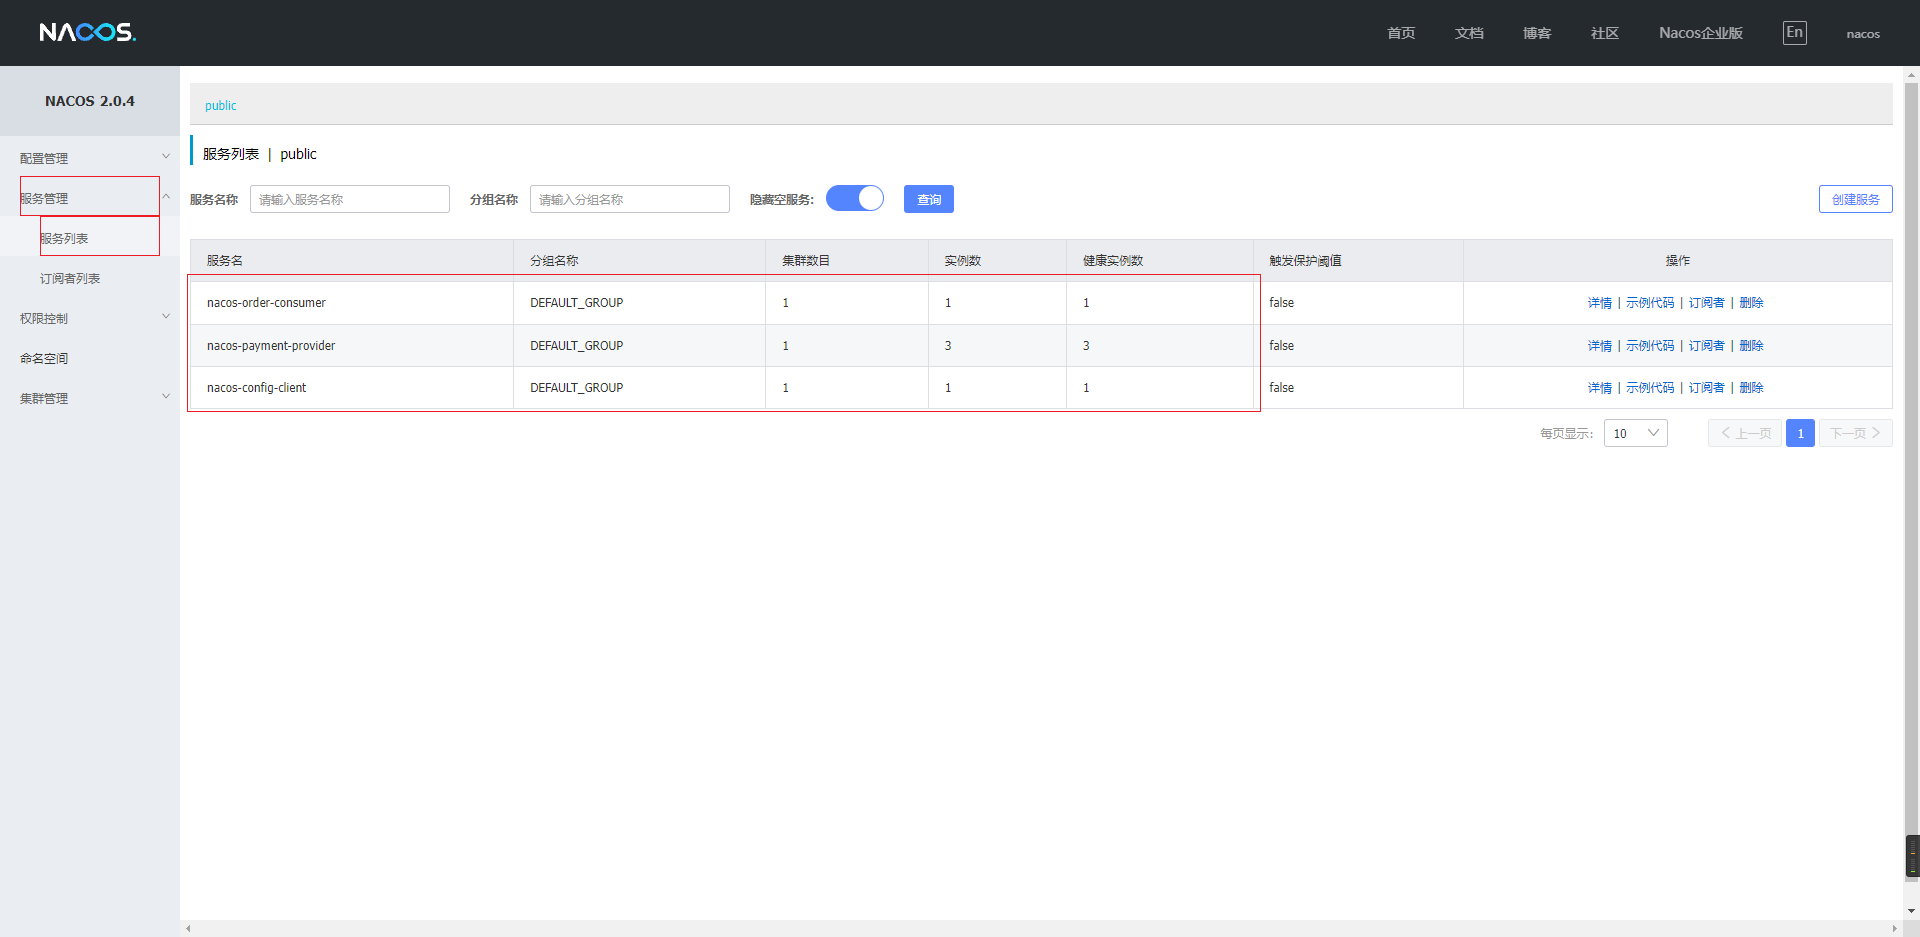 NACOS.
首页 文档 博客 社区 Nacos企业版 En nacos
NACOS 2.0.4
配置管理
服务管理
服务列表
订阅者列表
权限控制
命名空间
集群管理
public
服务列表 | public
服务名称 请输入服务名称 分组名称 请输入分组名称 隐藏空服务: 查询 创建服务
服务名 分组名称 集群数目 实例数 健康实例数 触发保护阈值 操作
nacos-order-consumer DEFAULT_GROUP 1 1 1 false 详情 | 示例代码 | 订阅者 | 删除
nacos-payment-provider DEFAULT_GROUP 1 3 3 false 详情 | 示例代码 | 订阅者 | 删除
nacos-config-client DEFAULT_GROUP 1 1 1 false 详情 | 示例代码 | 订阅者 | 删除
每页显示: 10 上一页 1 下一页